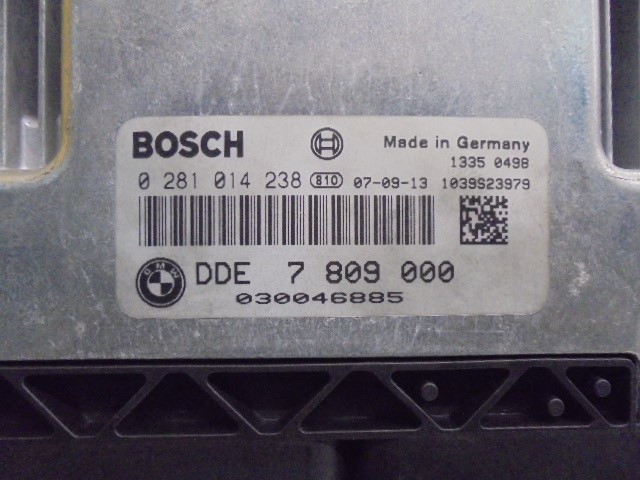 BOSCH Made in Germany
1335 0498
0 281 014 238 810 07-09-13 1039S23979
BMW DDE 7 809 000
030046885